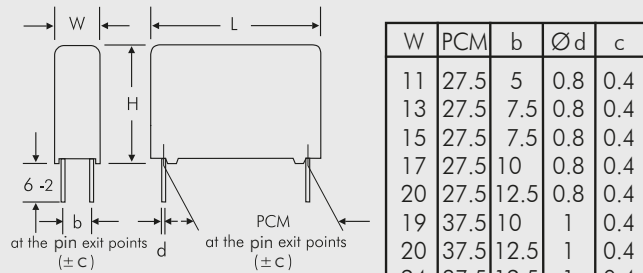 W
L
H
6 -2
b
d
PCM
at the pin exit points
(± c)
at the pin exit points
(± c)
W PCM b Ød c
11 27.5 5 0.8 0.4
13 27.5 7.5 0.8 0.4
15 27.5 7.5 0.8 0.4
17 27.5 10 0.8 0.4
20 27.5 12.5 0.8 0.4
19 37.5 10 1 0.4
20 37.5 12.5 1 0.4